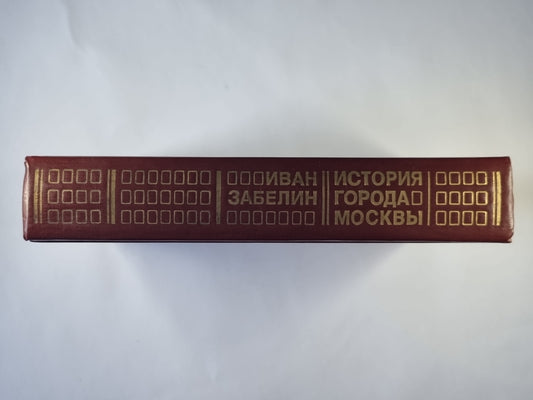 ИВАН
ЗАБЕЛИН
ИСТОРИЯ
ГОРОДА
МОСКВЫ